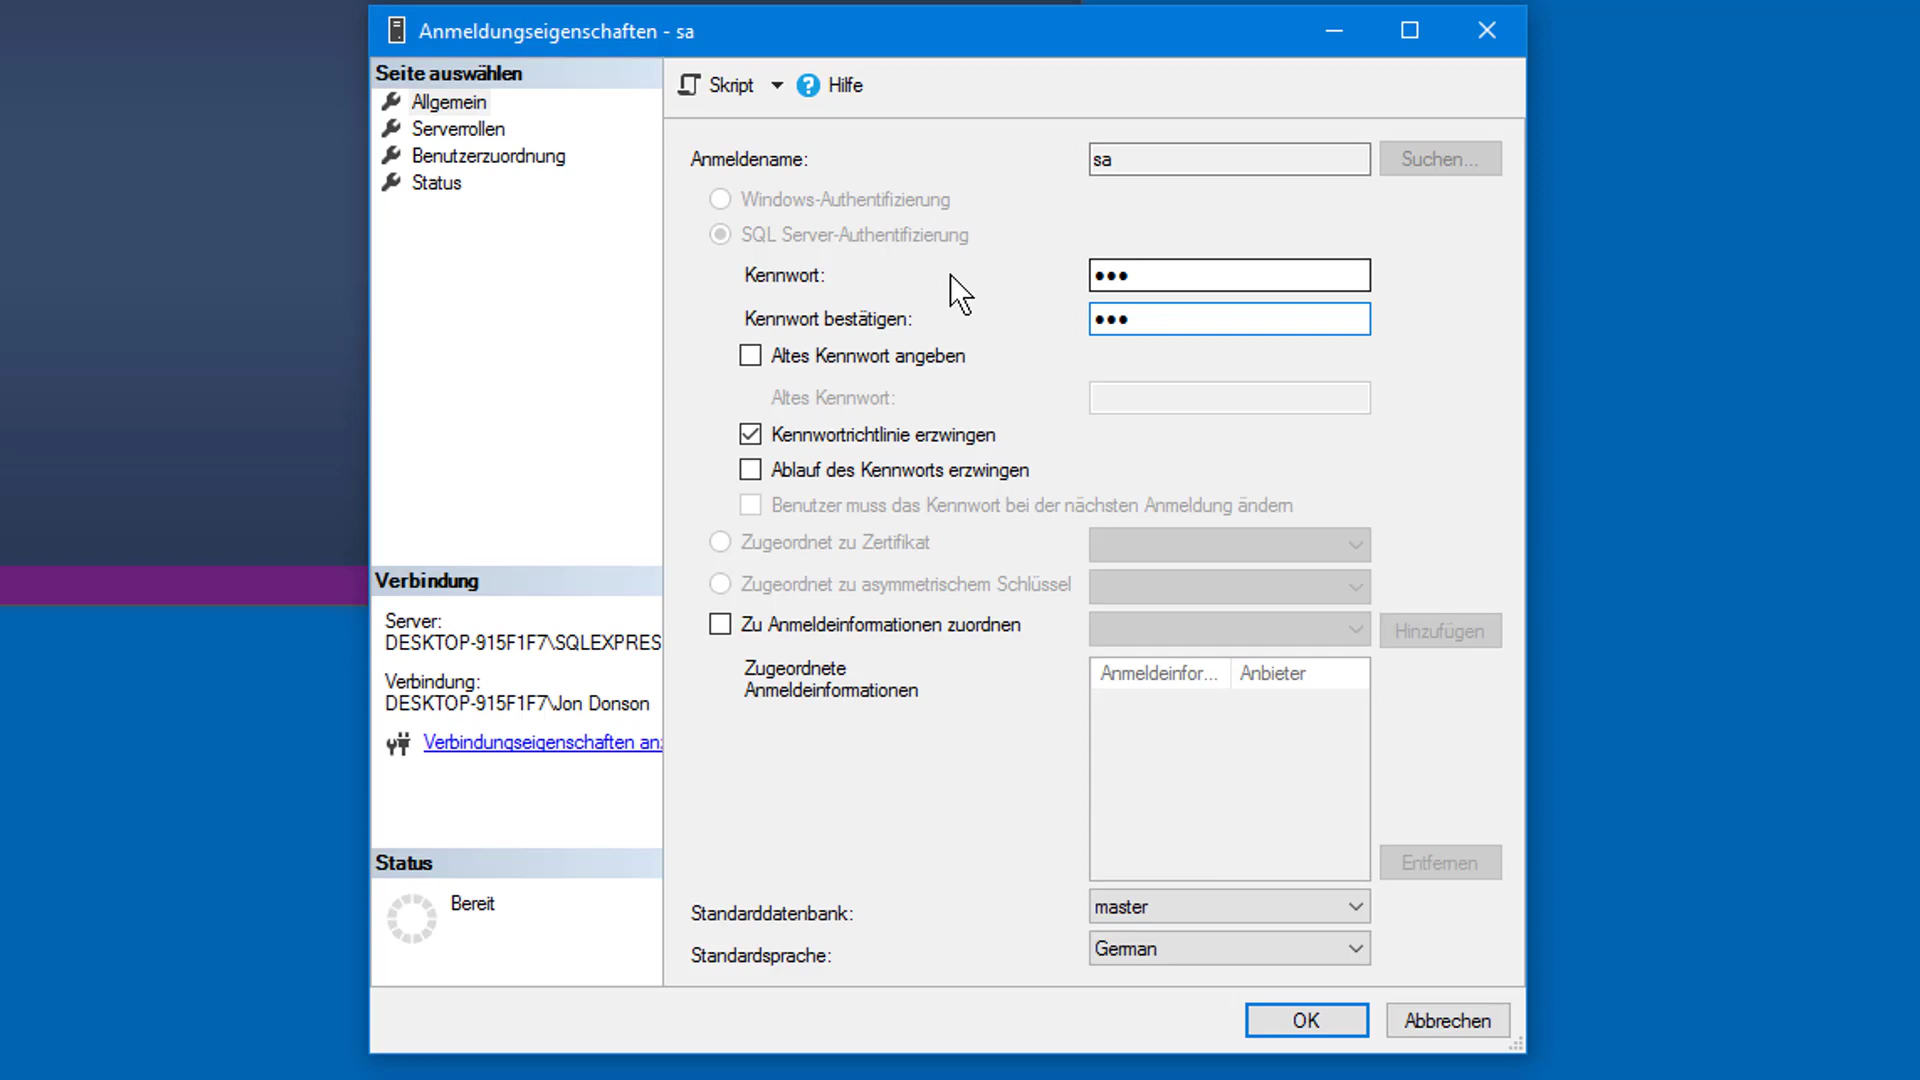 Anmeldungseigenschaften - sa
Seite auswählen
Allgemein
Serverrollen
Benutzerzuordnung
Status
Verbindung
Server:
DESKTOP-915F1F7\SQLEXPRES
Verbindung:
DESKTOP-915F1F7\Jon Donson
Verbindungseigenschaften an
Status
Bereit
Skript
Hilfe
Anmeldename:
sa
Suchen...
Windows-Authentifizierung
SQL Server-Authentifizierung
Kennwort:
•••
Kennwort bestätigen:
•••
Altes Kennwort angeben
Altes Kennwort:
Kennwortrichtlinie erzwingen
Ablauf des Kennworts erzwingen
Benutzer muss das Kennwort bei der nächsten Anmeldung ändern
Zugeordnet zu Zertifikat
Zugeordnet zu asymmetrischem Schlüssel
Zu Anmeldeinformationen zuordnen
Hinzufügen
Zugeordnete
Anmeldeinformationen
Anmeldeinfor... Anbieter
Entfernen
Standarddatenbank:
master
Standardsprache:
German
OK
Abbrechen